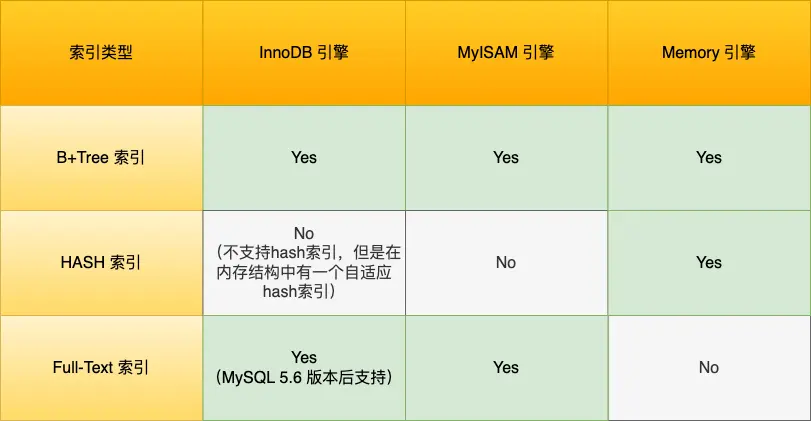 索引类型 InnoDB 引擎 MyISAM 引擎 Memory 引擎
B+Tree 索引 Yes Yes Yes
HASH 索引 No
（不支持hash索引，但是在
内存结构中有一个自适应
hash索引） No Yes
Full-Text 索引 Yes
（MySQL 5.6 版本后支持） Yes No